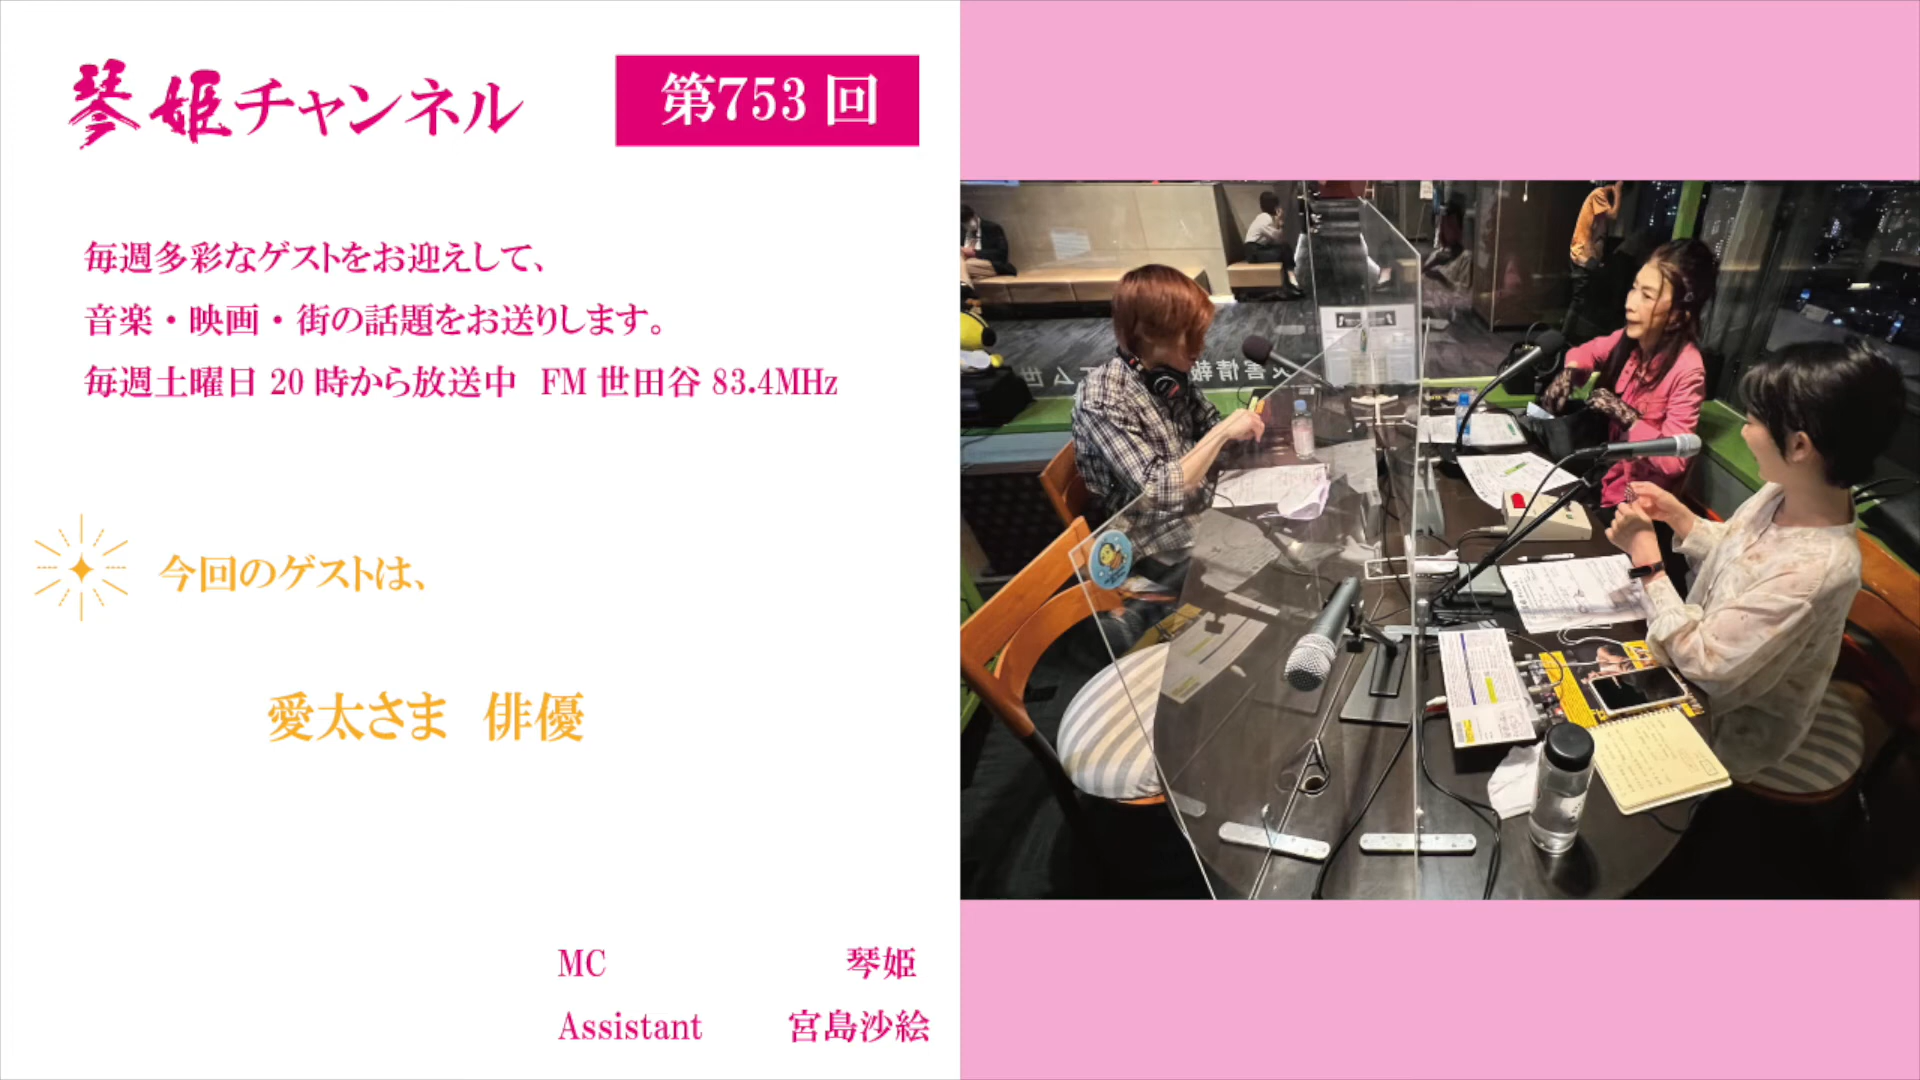 琴姫チャンネル
第753回
毎週多彩なゲストをお迎えして、
音楽・映画・街の話題をお送りします。
毎週土曜日 20 時から放送中　FM 世田谷 83.4MHz
今回のゲストは、
愛太さま　俳優
MC　琴姫
Assistant　宮島沙絵